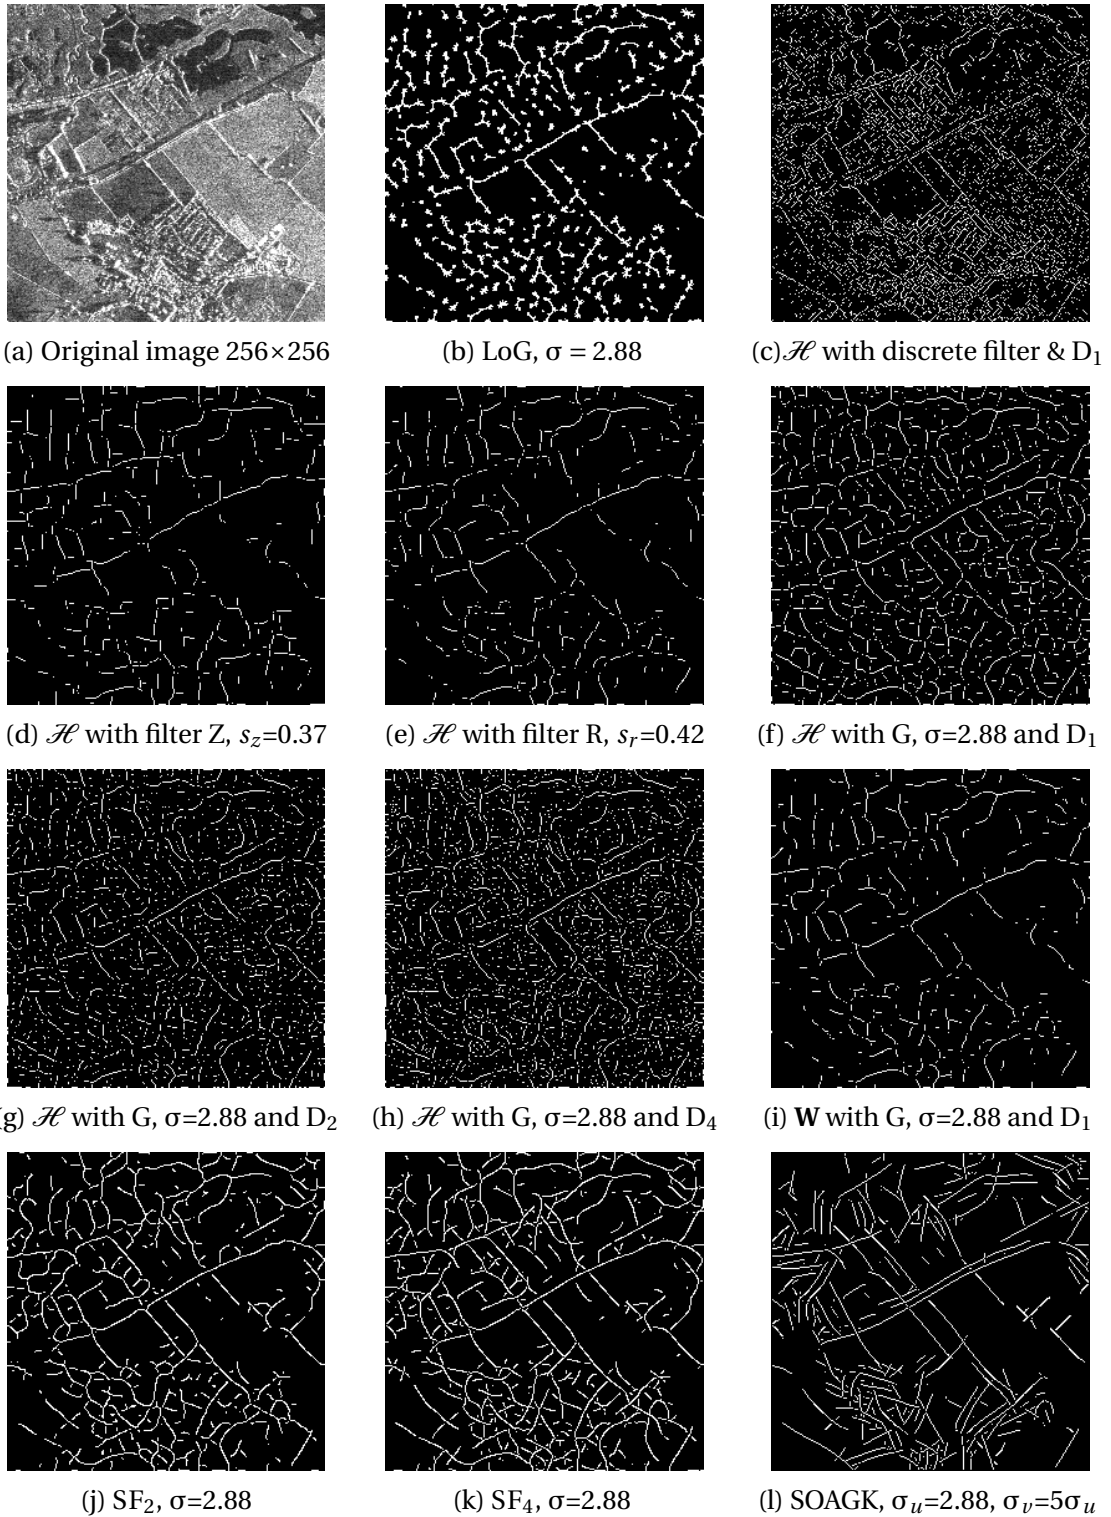 (a) Original image 256×256
(b) LoG, σ = 2.88
(c)ℋ with discrete filter & D₁
(d) ℋ with filter Z, s_z=0.37
(e) ℋ with filter R, s_r=0.42
(f) ℋ with G, σ=2.88 and D₁
g) ℋ with G, σ=2.88 and D₂
(h) ℋ with G, σ=2.88 and D₄
(i) W with G, σ=2.88 and D₁
(j) SF₂, σ=2.88
(k) SF₄, σ=2.88
(l) SOAGK, σᵤ=2.88, σᵥ=5σᵤ